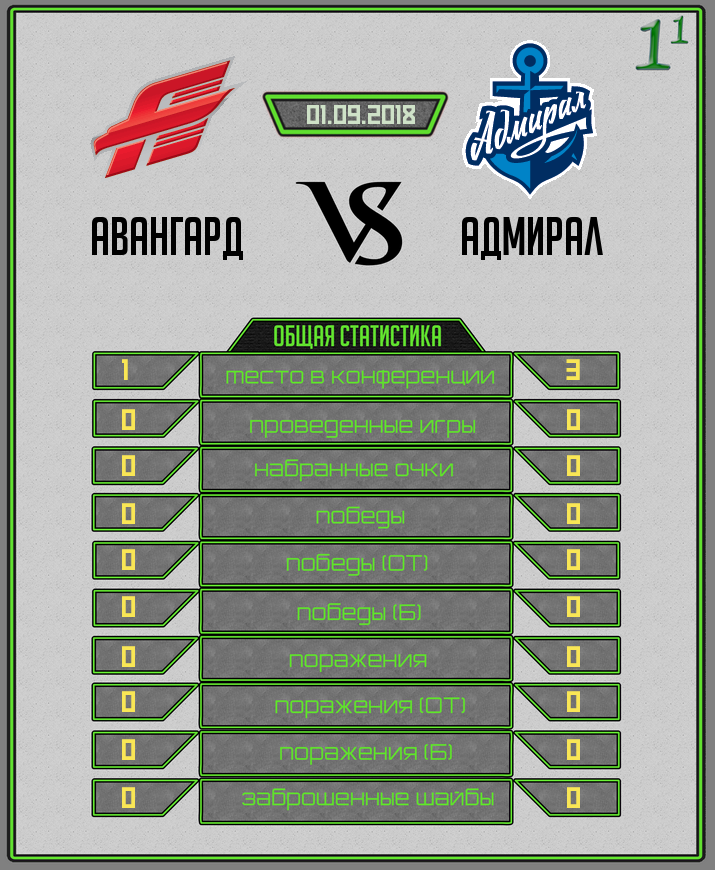 1 1
01.09.2018
Адмирал
VS
АВАНГАРД
АДМИРАЛ
ОБЩАЯ СТАТИСТИКА
1 место в конференции 3
0 проведенные игры 0
0 набранные очки 0
0 победы 0
0 победы (ОТ) 0
0 победы (Б) 0
0 поражения 0
0 поражения (ОТ) 0
0 поражения (Б) 0
0 заброшенные шайбы 0